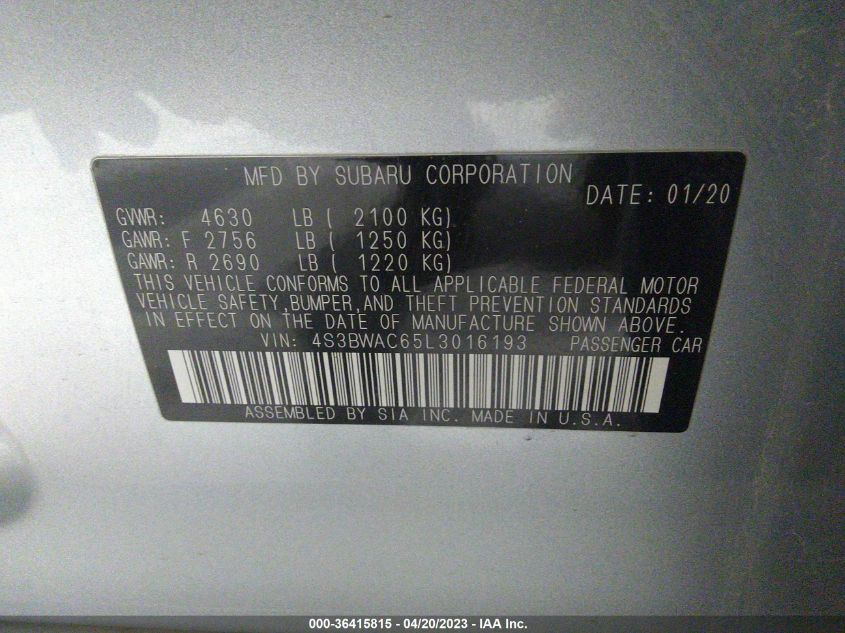 MFD BY SUBARU CORPORATION
DATE: 01/20
GVWR: 4630 LB ( 2100 KG)
GAWR: F 2756 LB ( 1250 KG)
GAWR: R 2690 LB ( 1220 KG)
THIS VEHICLE CONFORMS TO ALL APPLICABLE FEDERAL MOTOR
VEHICLE SAFETY,BUMPER,AND THEFT PREVENTION STANDARDS
IN EFFECT ON THE DATE OF MANUFACTURE SHOWN ABOVE.
VIN: 4S3BWAC65L3016193 PASSENGER CAR
ASSEMBLED BY SIA INC. MADE IN U.S.A.
000-36415815 - 04/20/2023 - IAA Inc.